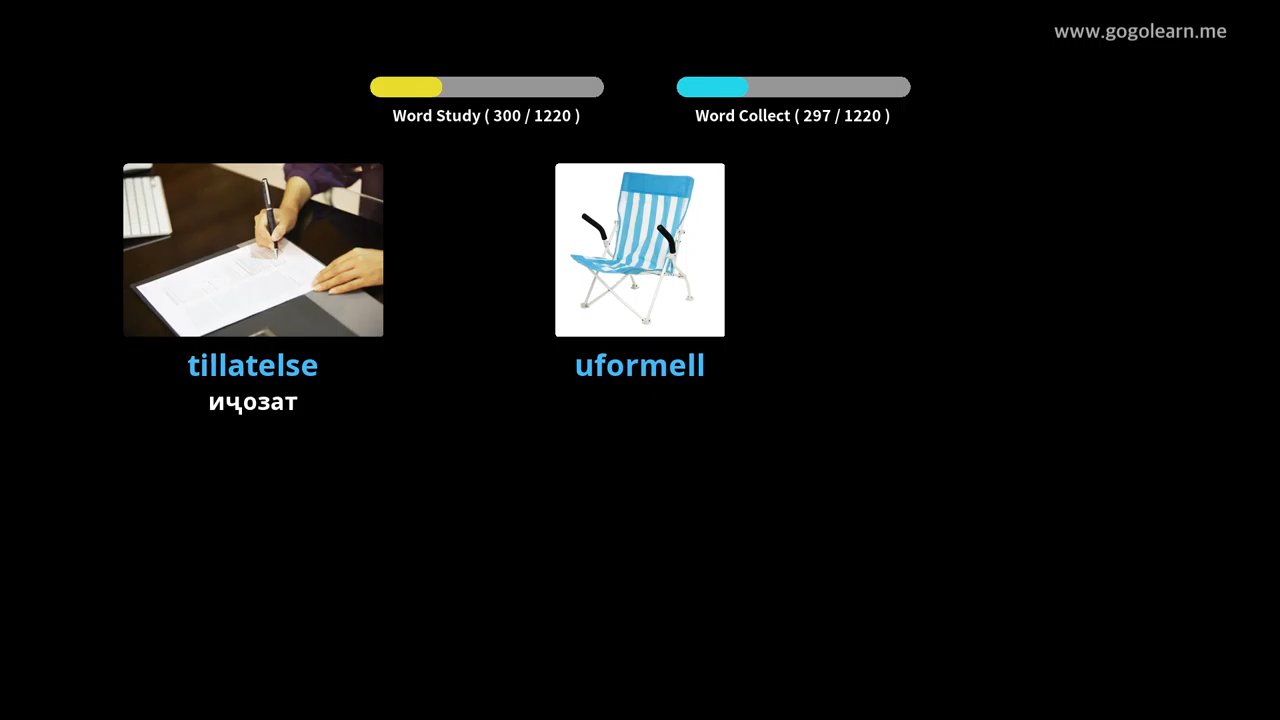 www.gogolearn.me
Word Study ( 300 / 1220 )
Word Collect ( 297 / 1220 )
tillatelse
иҷозат
uformell